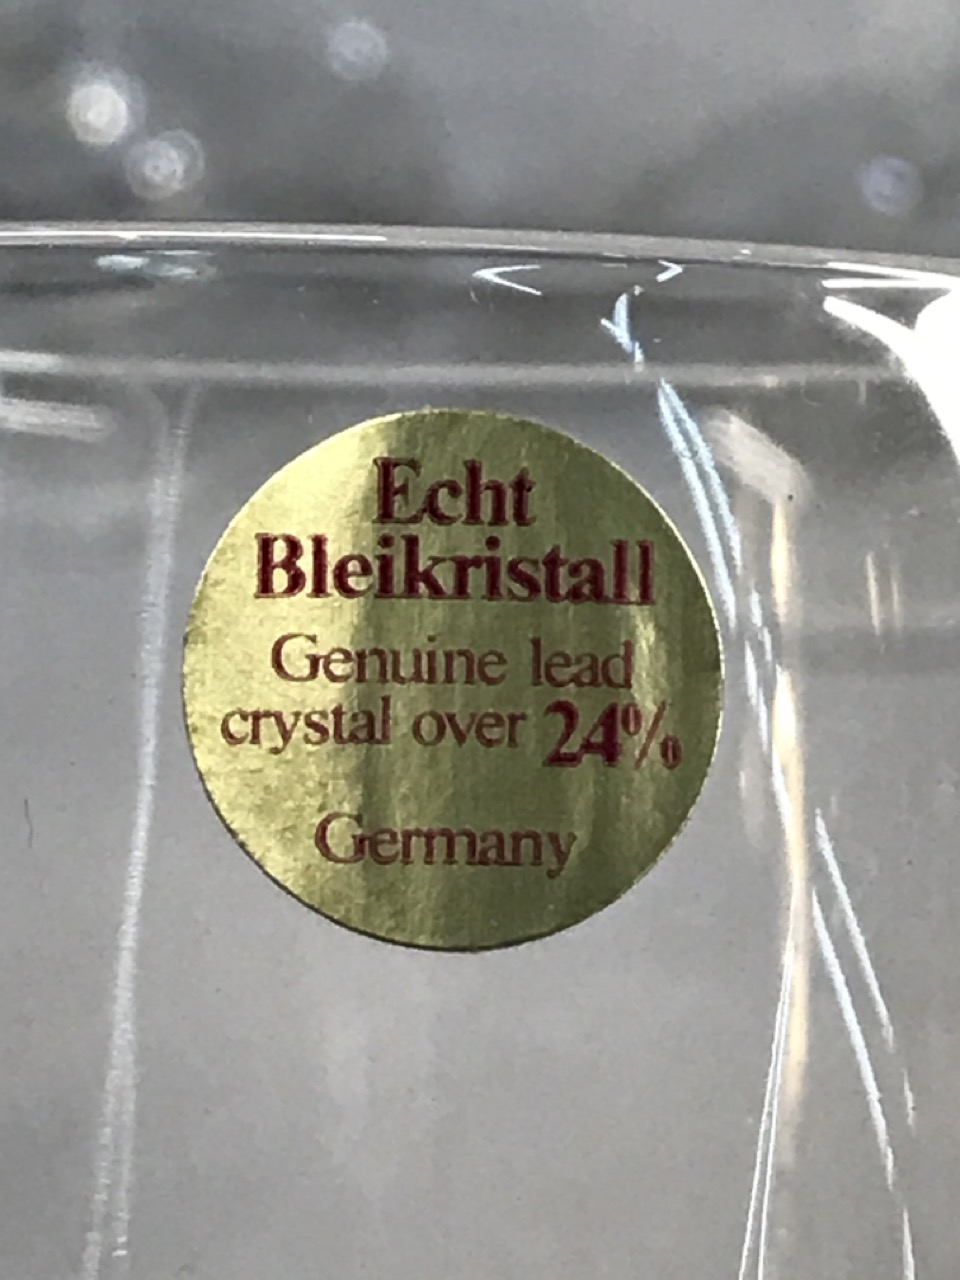 Echt
Bleikristall
Genuine lead
crystal over 24%
Germany